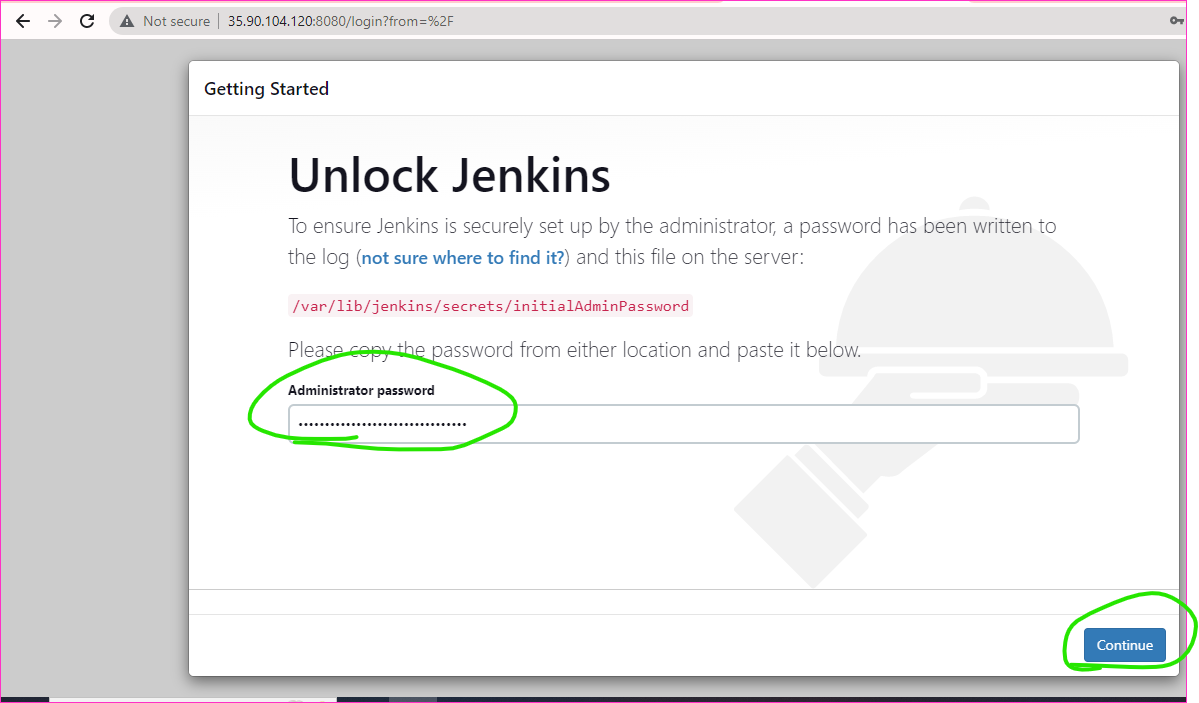 Not secure | 35.90.104.120:8080/login?from=%2F
Getting Started
Unlock Jenkins
To ensure Jenkins is securely set up by the administrator, a password has been written to
the log (not sure where to find it?) and this file on the server:
/var/lib/jenkins/secrets/initialAdminPassword
Please copy the password from either location and paste it below.
Administrator password
••••••••••••••••••••••••••••••••
Continue